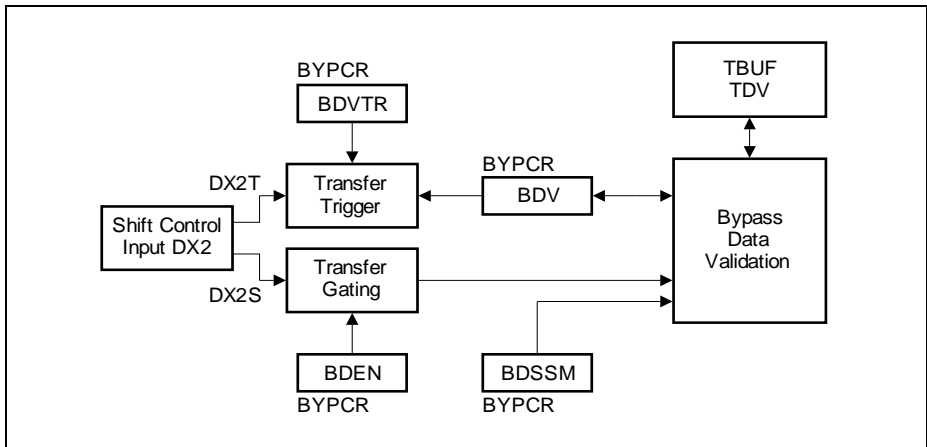 BYPCR
BDVTR
TBUF
TDV
DX2T
Transfer
Trigger
BYPCR
BDV
Shift Control
Input DX2
Bypass
Data
Validation
DX2S
Transfer
Gating
BDEN
BYPCR
BDSSM
BYPCR